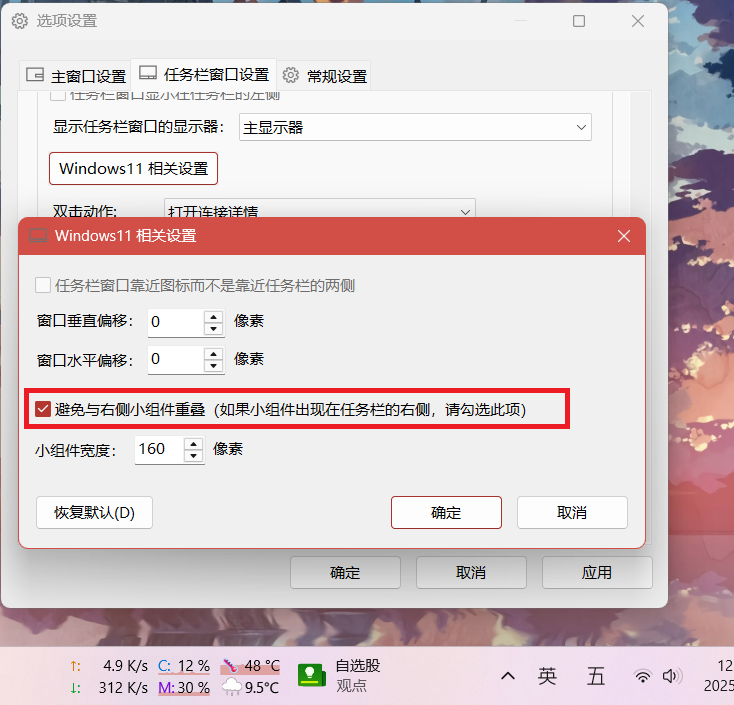 选项设置
主窗口设置 任务栏窗口设置 常规设置
任务栏窗口显示在任务栏的左侧
显示任务栏窗口的显示器： 主显示器
Windows11 相关设置
双击动作: 打开连接详情
Windows11 相关设置
任务栏窗口靠近图标而不是靠近任务栏的两侧
窗口垂直偏移： 0 像素
窗口水平偏移： 0 像素
避免与右侧小组件重叠（如果小组件出现在任务栏的右侧，请勾选此项）
小组件宽度： 160 像素
恢复默认(D) 确定 取消
确定 取消 应用
↑: 4.9 K/s C: 12 % 48 °C 自选股 英 五 12
↓: 312 K/s M: 30 % 9.5°C 观点 2025